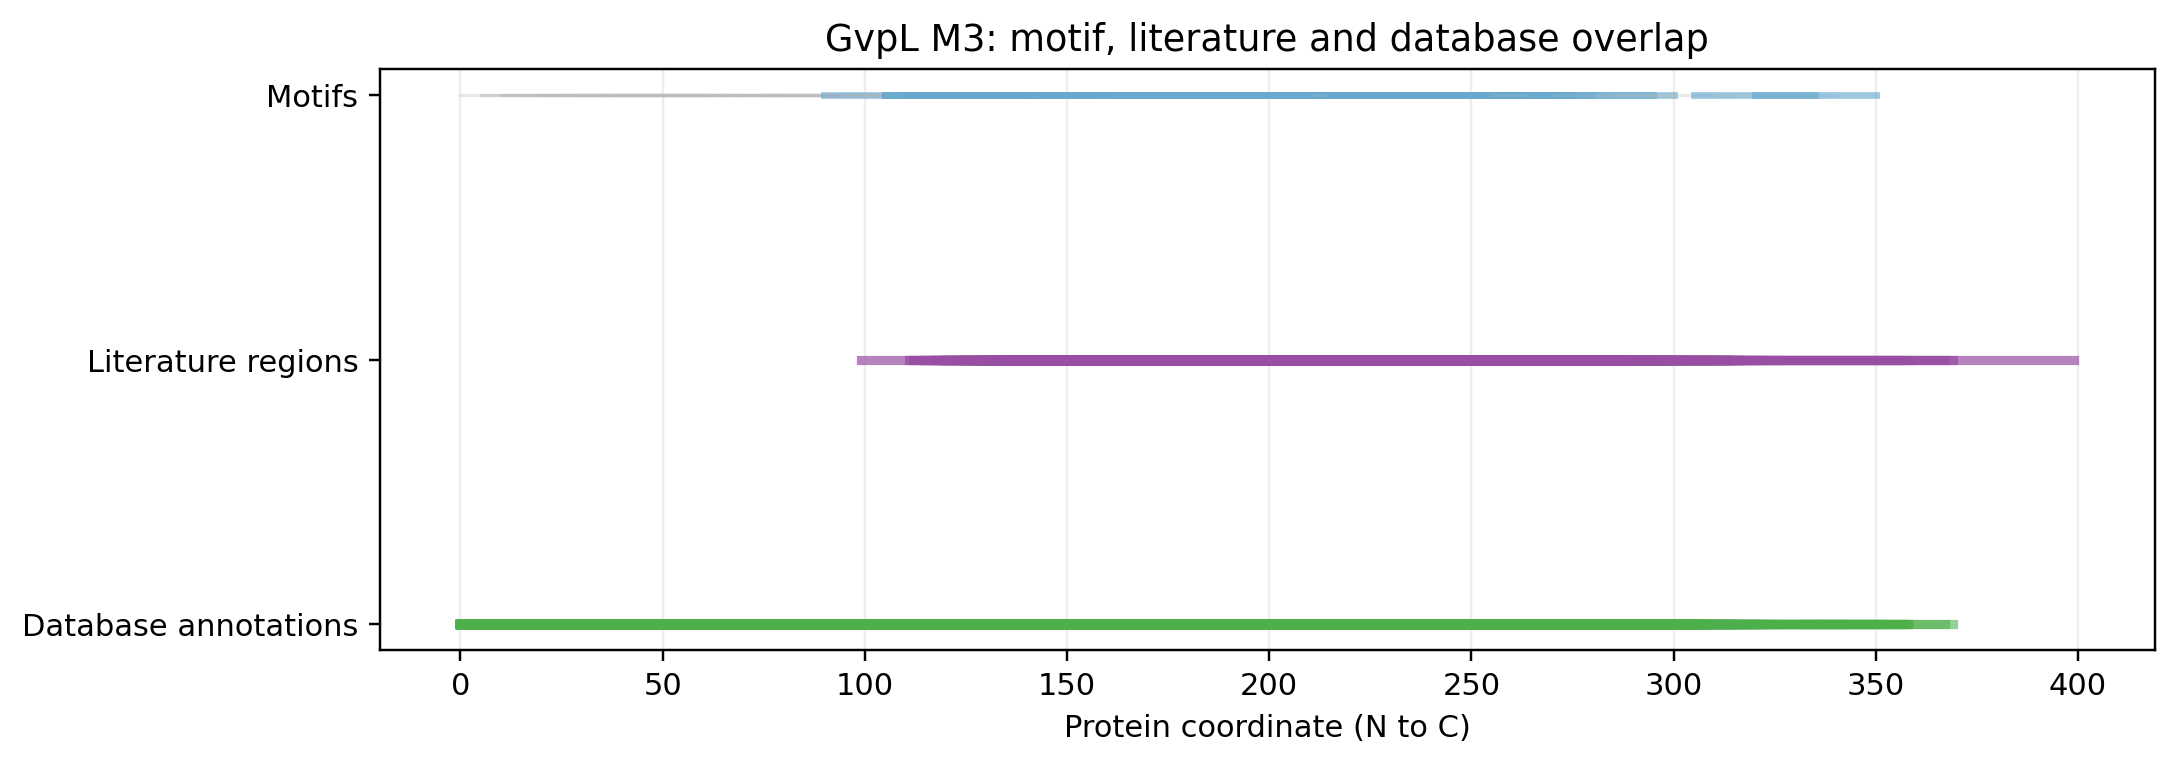 GvpL M3: motif, literature and database overlap
Motifs
Literature regions
Database annotations
0 50 100 150 200 250 300 350 400
Protein coordinate (N to C)